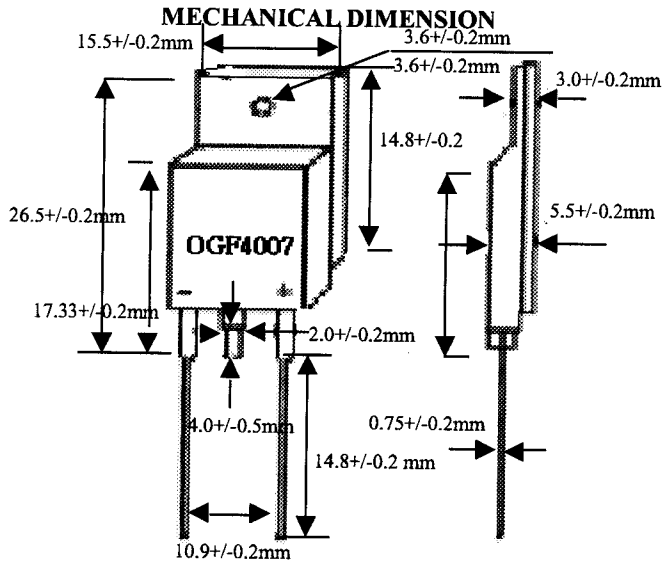 MECHANICAL DIMENSION
15.5+/-0.2mm
3.6+/-0.2mm
3.6+/-0.2mm
3.0+/-0.2mm
14.8+/-0.2
26.5+/-0.2mm
5.5+/-0.2mm
OGF4007
- +
17.33+/-0.2mm
2.0+/-0.2mm
4.0+/-0.5mm
0.75+/-0.2mm
14.8+/-0.2 mm
10.9+/-0.2mm